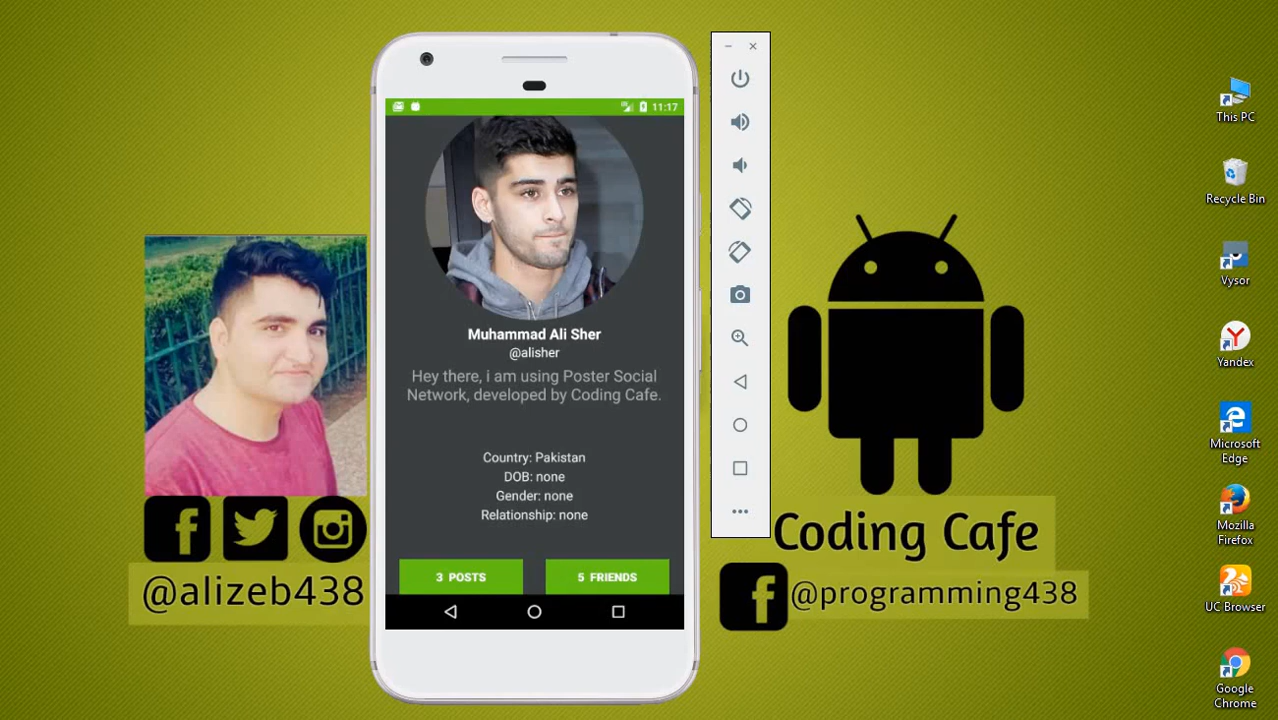 11:17
Muhammad Ali Sher
@alisher
Hey there, i am using Poster Social
Network, developed by Coding Cafe.
Country: Pakistan
DOB: none
Gender: none
Relationship: none
3 POSTS
5 FRIENDS
@alizeb438
Coding Cafe
@programming438
This PC
Recycle Bin
Vysor
Yandex
Microsoft
Edge
Mozilla
Firefox
UC Browser
Google
Chrome